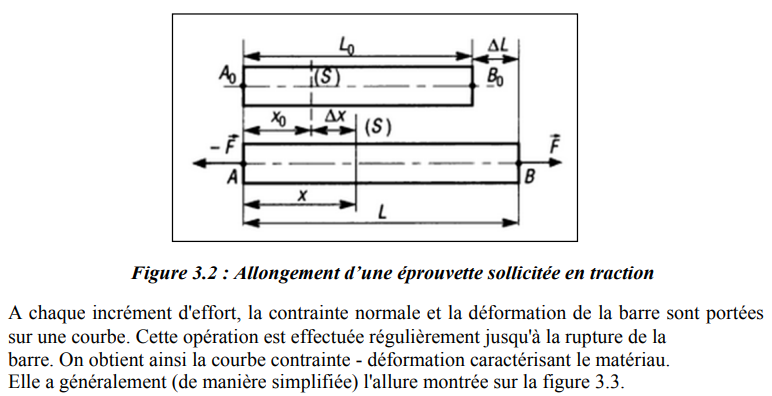 L0 ΔL
A0 (S) B0
x0 Δx (S)
-F F
A B
x
L
Figure 3.2 : Allongement d’une éprouvette sollicitée en traction
A chaque incrément d'effort, la contrainte normale et la déformation de la barre sont portées
sur une courbe. Cette opération est effectuée régulièrement jusqu'à la rupture de la
barre. On obtient ainsi la courbe contrainte - déformation caractérisant le matériau.
Elle a généralement (de manière simplifiée) l'allure montrée sur la figure 3.3.